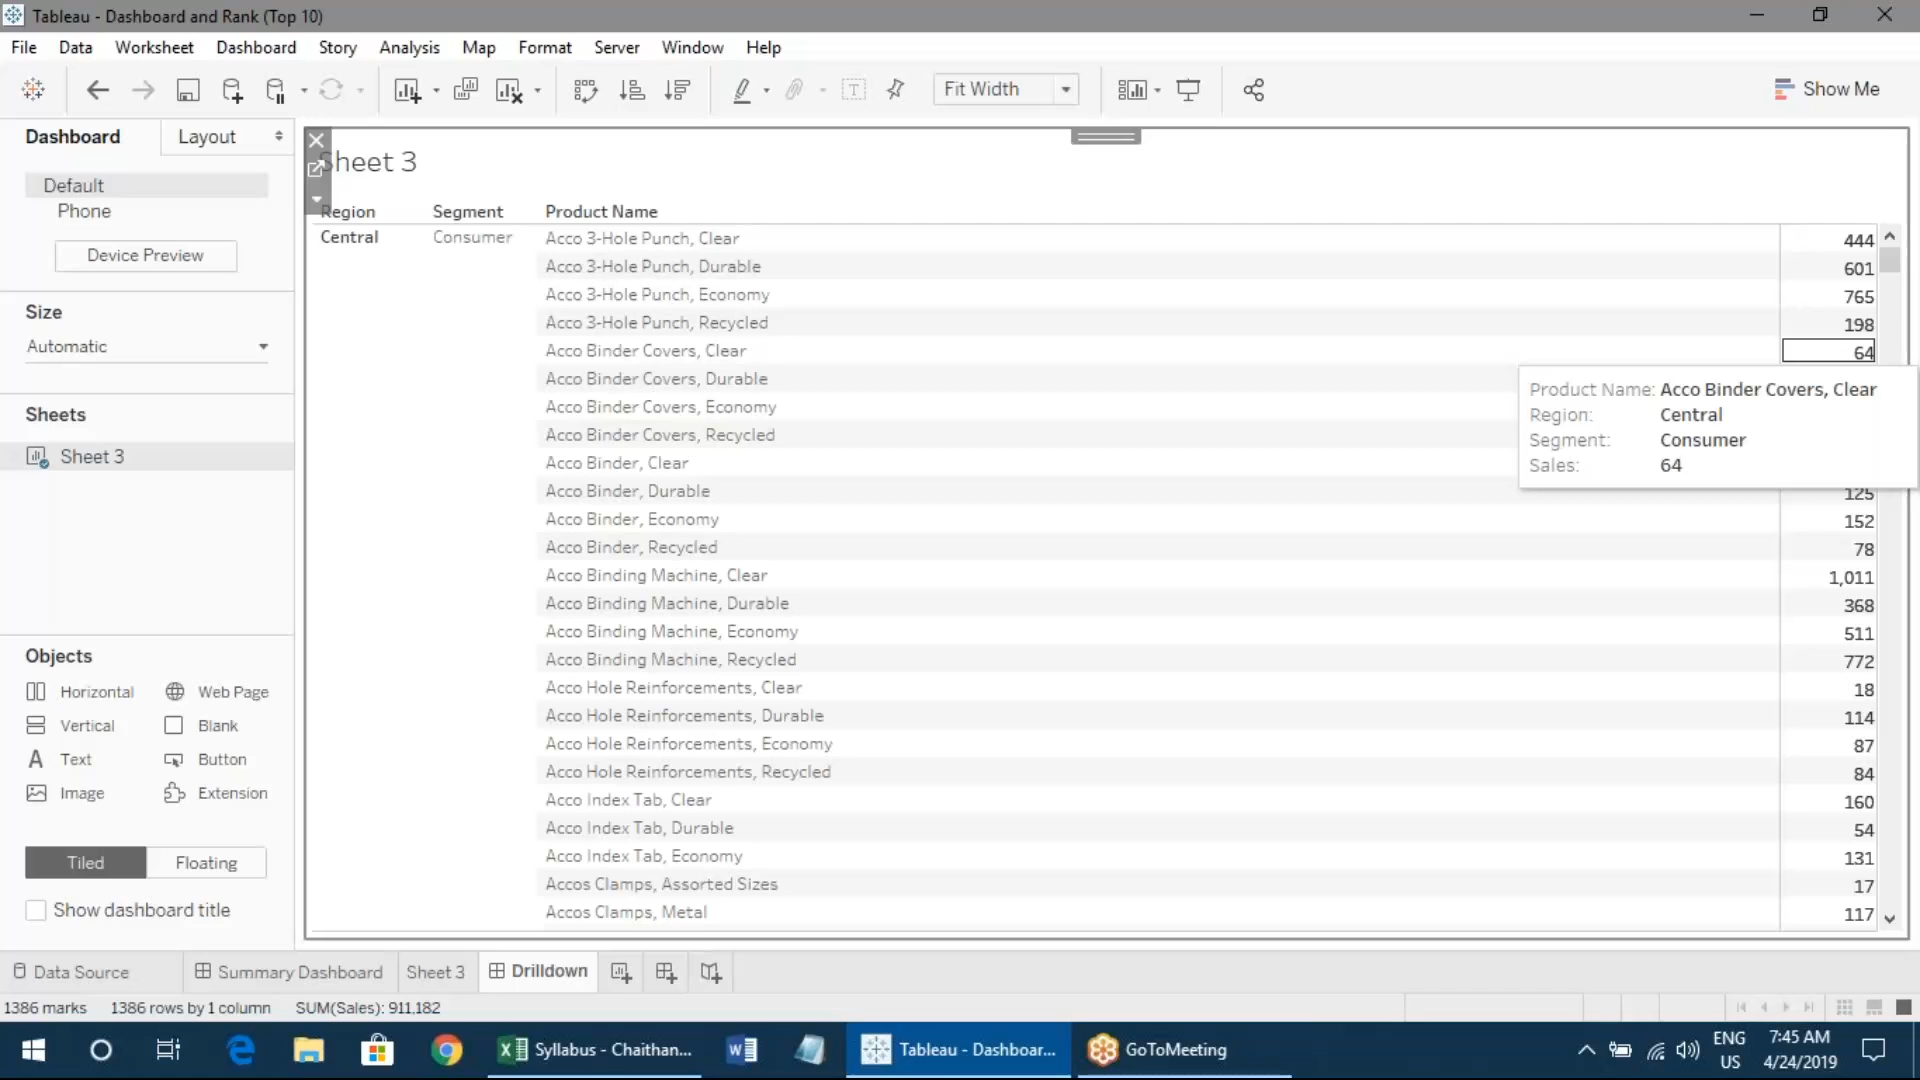 Tableau - Dashboard and Rank (Top 10)
File Data Worksheet Dashboard Story Analysis Map Format Server Window Help
Fit Width Show Me
Dashboard Layout
Default
Phone
Device Preview
Size
Automatic
Sheets
Sheet 3
Objects
Horizontal Web Page
Vertical Blank
Text Button
Image Extension
Tiled Floating
Show dashboard title
Sheet 3
Region Segment Product Name
Central Consumer Acco 3-Hole Punch, Clear 444
Acco 3-Hole Punch, Durable 601
Acco 3-Hole Punch, Economy 765
Acco 3-Hole Punch, Recycled 198
Acco Binder Covers, Clear 64
Acco Binder Covers, Durable
Acco Binder Covers, Economy
Acco Binder Covers, Recycled
Acco Binder, Clear
Acco Binder, Durable 125
Acco Binder, Economy 152
Acco Binder, Recycled 78
Acco Binding Machine, Clear 1,011
Acco Binding Machine, Durable 368
Acco Binding Machine, Economy 511
Acco Binding Machine, Recycled 772
Acco Hole Reinforcements, Clear 18
Acco Hole Reinforcements, Durable 114
Acco Hole Reinforcements, Economy 87
Acco Hole Reinforcements, Recycled 84
Acco Index Tab, Clear 160
Acco Index Tab, Durable 54
Acco Index Tab, Economy 131
Accos Clamps, Assorted Sizes 17
Accos Clamps, Metal 117
Product Name: Acco Binder Covers, Clear
Region: Central
Segment: Consumer
Sales: 64
Data Source Summary Dashboard Sheet 3 Drilldown
1386 marks 1386 rows by 1 column SUM(Sales): 911,182
Syllabus - Chaithan... Tableau - Dashboar... GoToMeeting
ENG
US
7:45 AM
4/24/2019